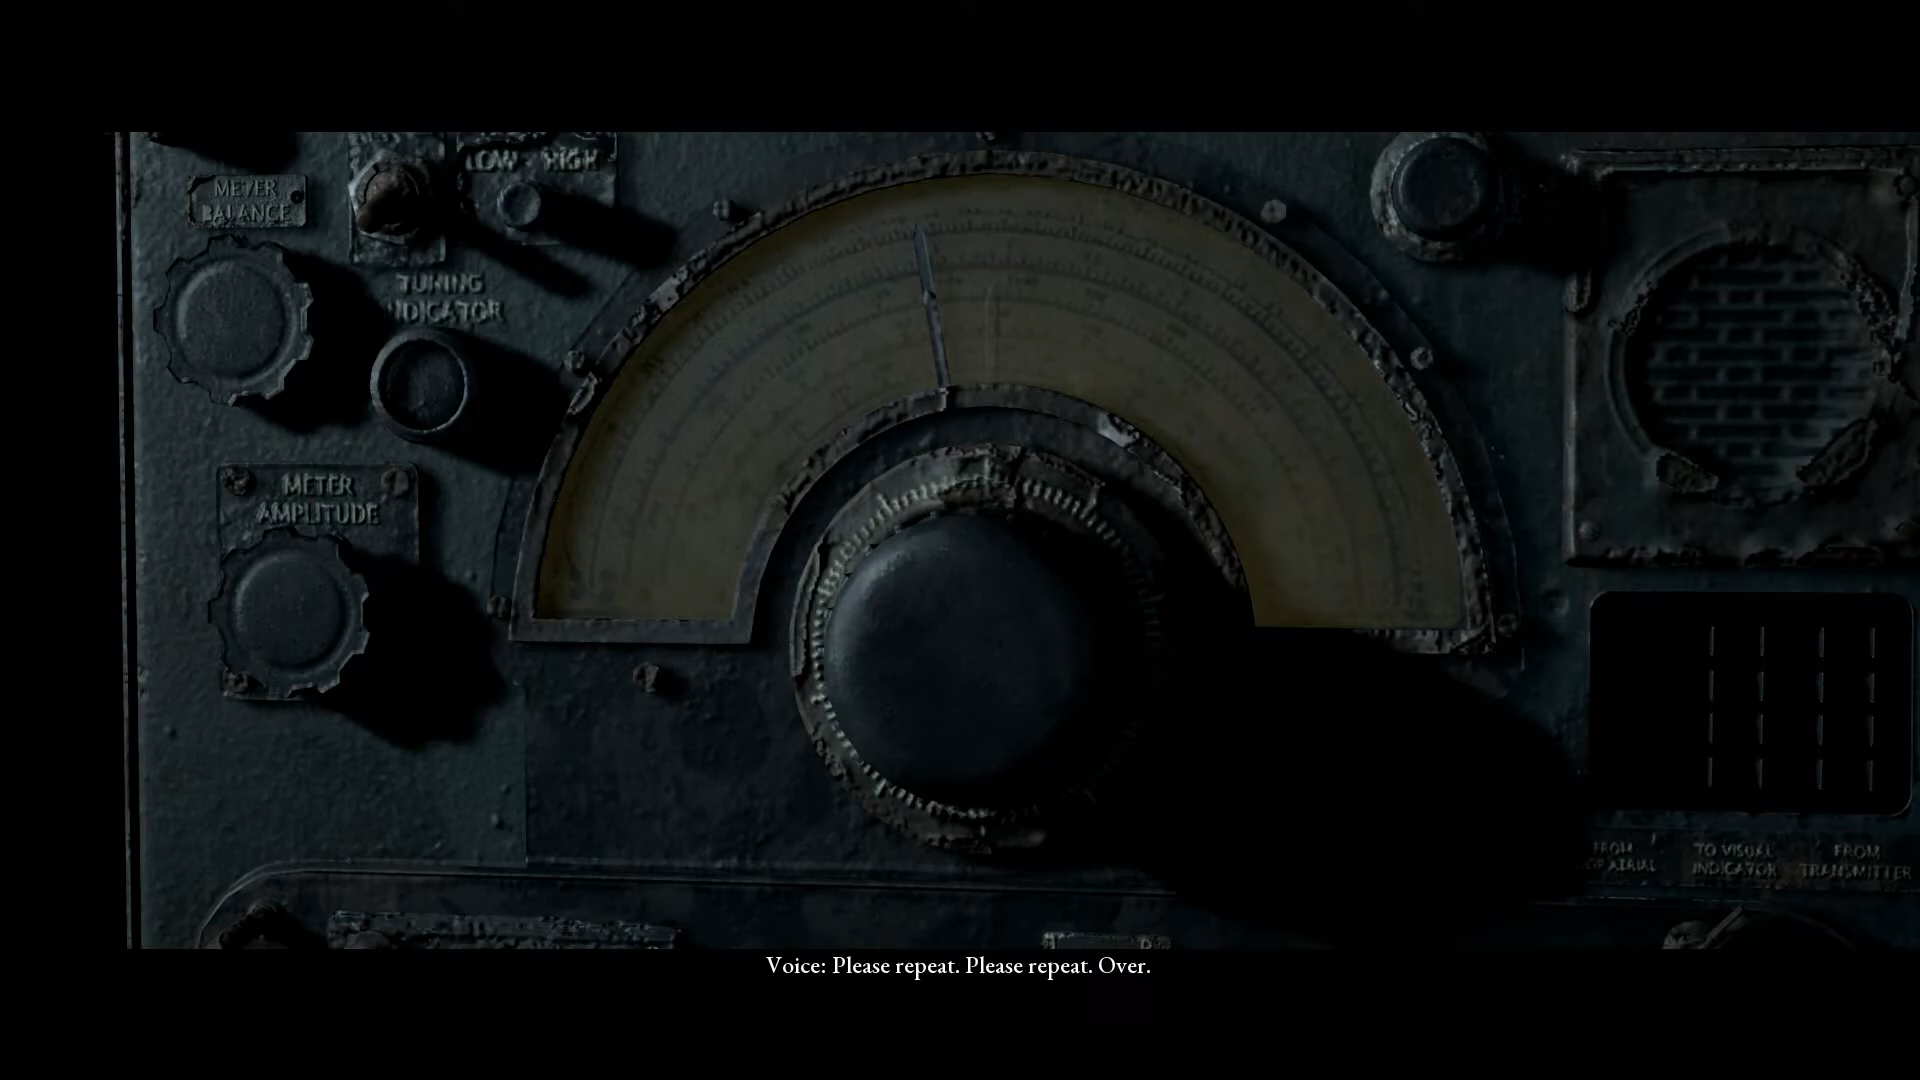 LOW - HIGH
METER
BALANCE
TUNING
INDICATOR
METER
AMPLITUDE
FROM
DF AERIAL
TO VISUAL
INDICATOR
FROM
TRANSMITTER
Voice: Please repeat. Please repeat. Over.